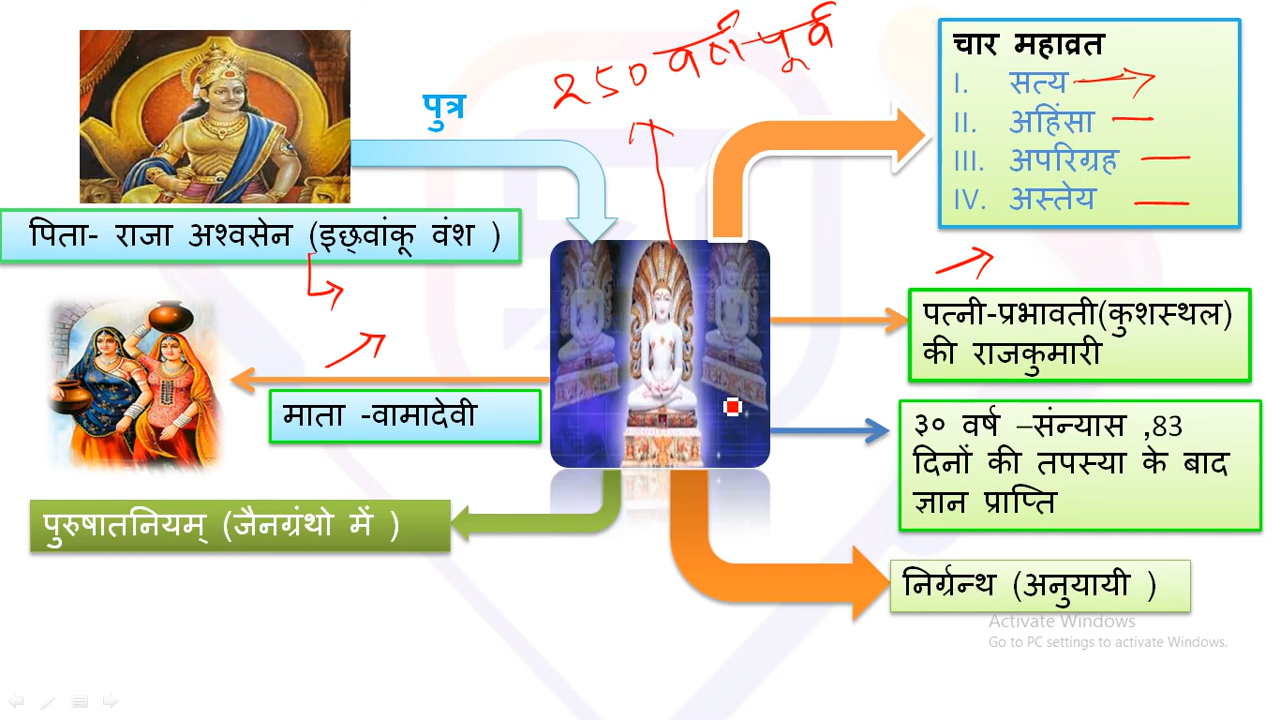 २50 वर्ष पूर्व
पुत्र
चार महाव्रत
I. सत्य
II. अहिंसा
III. अपरिग्रह
IV. अस्तेय
पिता- राजा अश्वसेन (इछ्वांकू वंश )
माता -वामादेवी
पत्नी-प्रभावती(कुशस्थल)
की राजकुमारी
३० वर्ष –संन्यास ,83
दिनों की तपस्या के बाद
ज्ञान प्राप्ति
पुरुषातनियम् (जैनग्रंथो में )
निर्ग्रन्थ (अनुयायी )
Activate Windows
Go to PC settings to activate Windows.